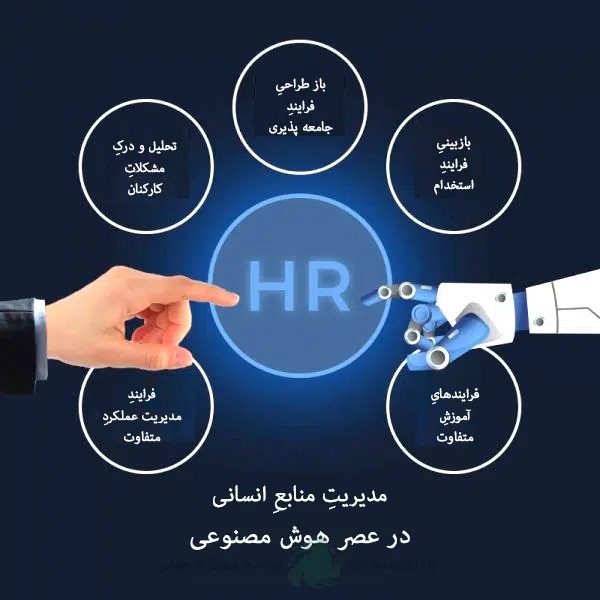 باز طراحیِ
فرایندِ
جامعه پذیری
بازبینیِ
فرایندِ
استخدام
تحلیل و درکِ
مشکلاتِ
کارکنان
HR
فرایندهایِ
آموزشِ
متفاوت
فرایندِ
مدیریت عملکردِ
متفاوت
مدیریتِ منابعِ انسانی
در عصر هوش مصنوعی